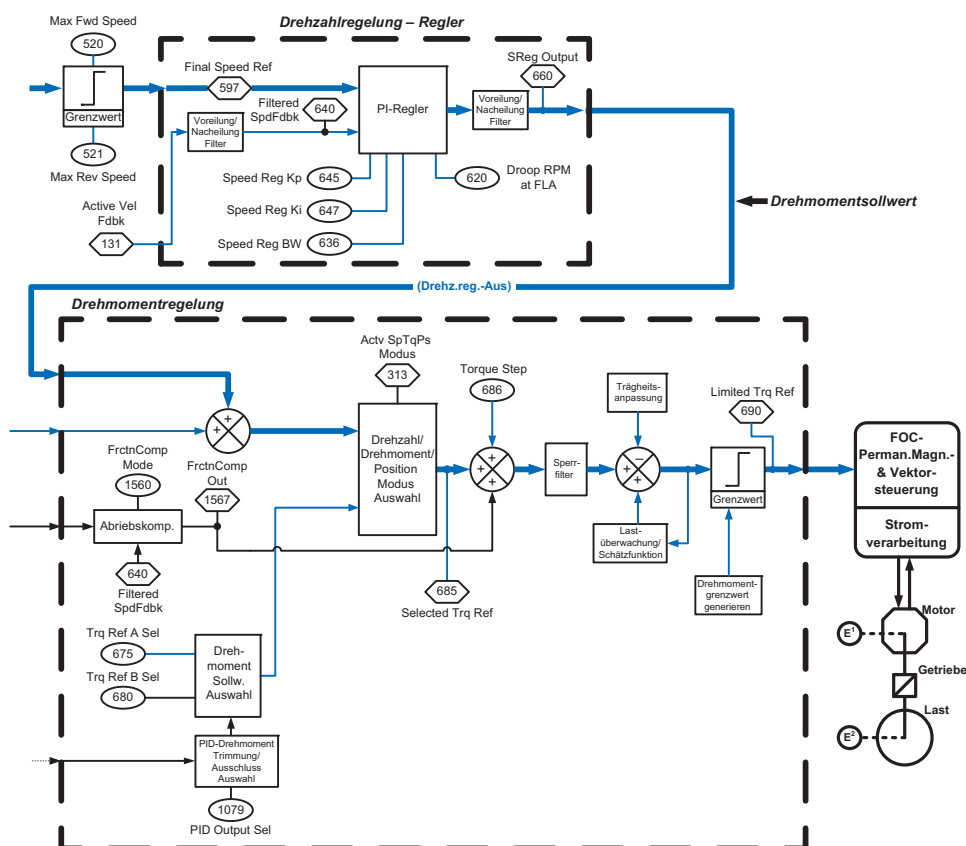 Drehzahlregelung – Regler
Max Fwd Speed
520
Grenzwert
521
Max Rev Speed
Final Speed Ref
597
Filtered
SpdFdbk
640
Voreilung/
Nacheilung
Filter
PI-Regler
Voreilung/
Nacheilung
Filter
SReg Output
660
Speed Reg Kp
645
Speed Reg Ki
647
Speed Reg BW
636
620
Droop RPM
at FLA
Active Vel
Fdbk
131
Drehmomentsollwert
(Drehz.reg.-Aus)
Drehmomentregelung
Actv SpTqPs
Modus
313
Torque Step
686
Trägheits-
anpassung
Limited Trq Ref
690
+
+
Drehzahl/
Drehmoment/
Position
Modus
Auswahl
+
+
+
Sperr-
filter
–
+
+
Grenzwert
FOC-
Perman.Magn.-
& Vektor-
steuerung
Strom-
verarbeitung
FrctnComp
Mode
1560
FrctnComp
Out
1567
Abriebskomp.
640
Filtered
SpdFdbk
Last-
überwachung/
Schätzfunktion
Drehmoment-
grenzwert
generieren
685
Selected Trq Ref
Trq Ref A Sel
675
Trq Ref B Sel
680
Dreh-
moment
Sollw.
Auswahl
PID-Drehmoment
Trimmung/
Ausschluss
Auswahl
1079
PID Output Sel
Motor
E1
Getriebe
Last
E2